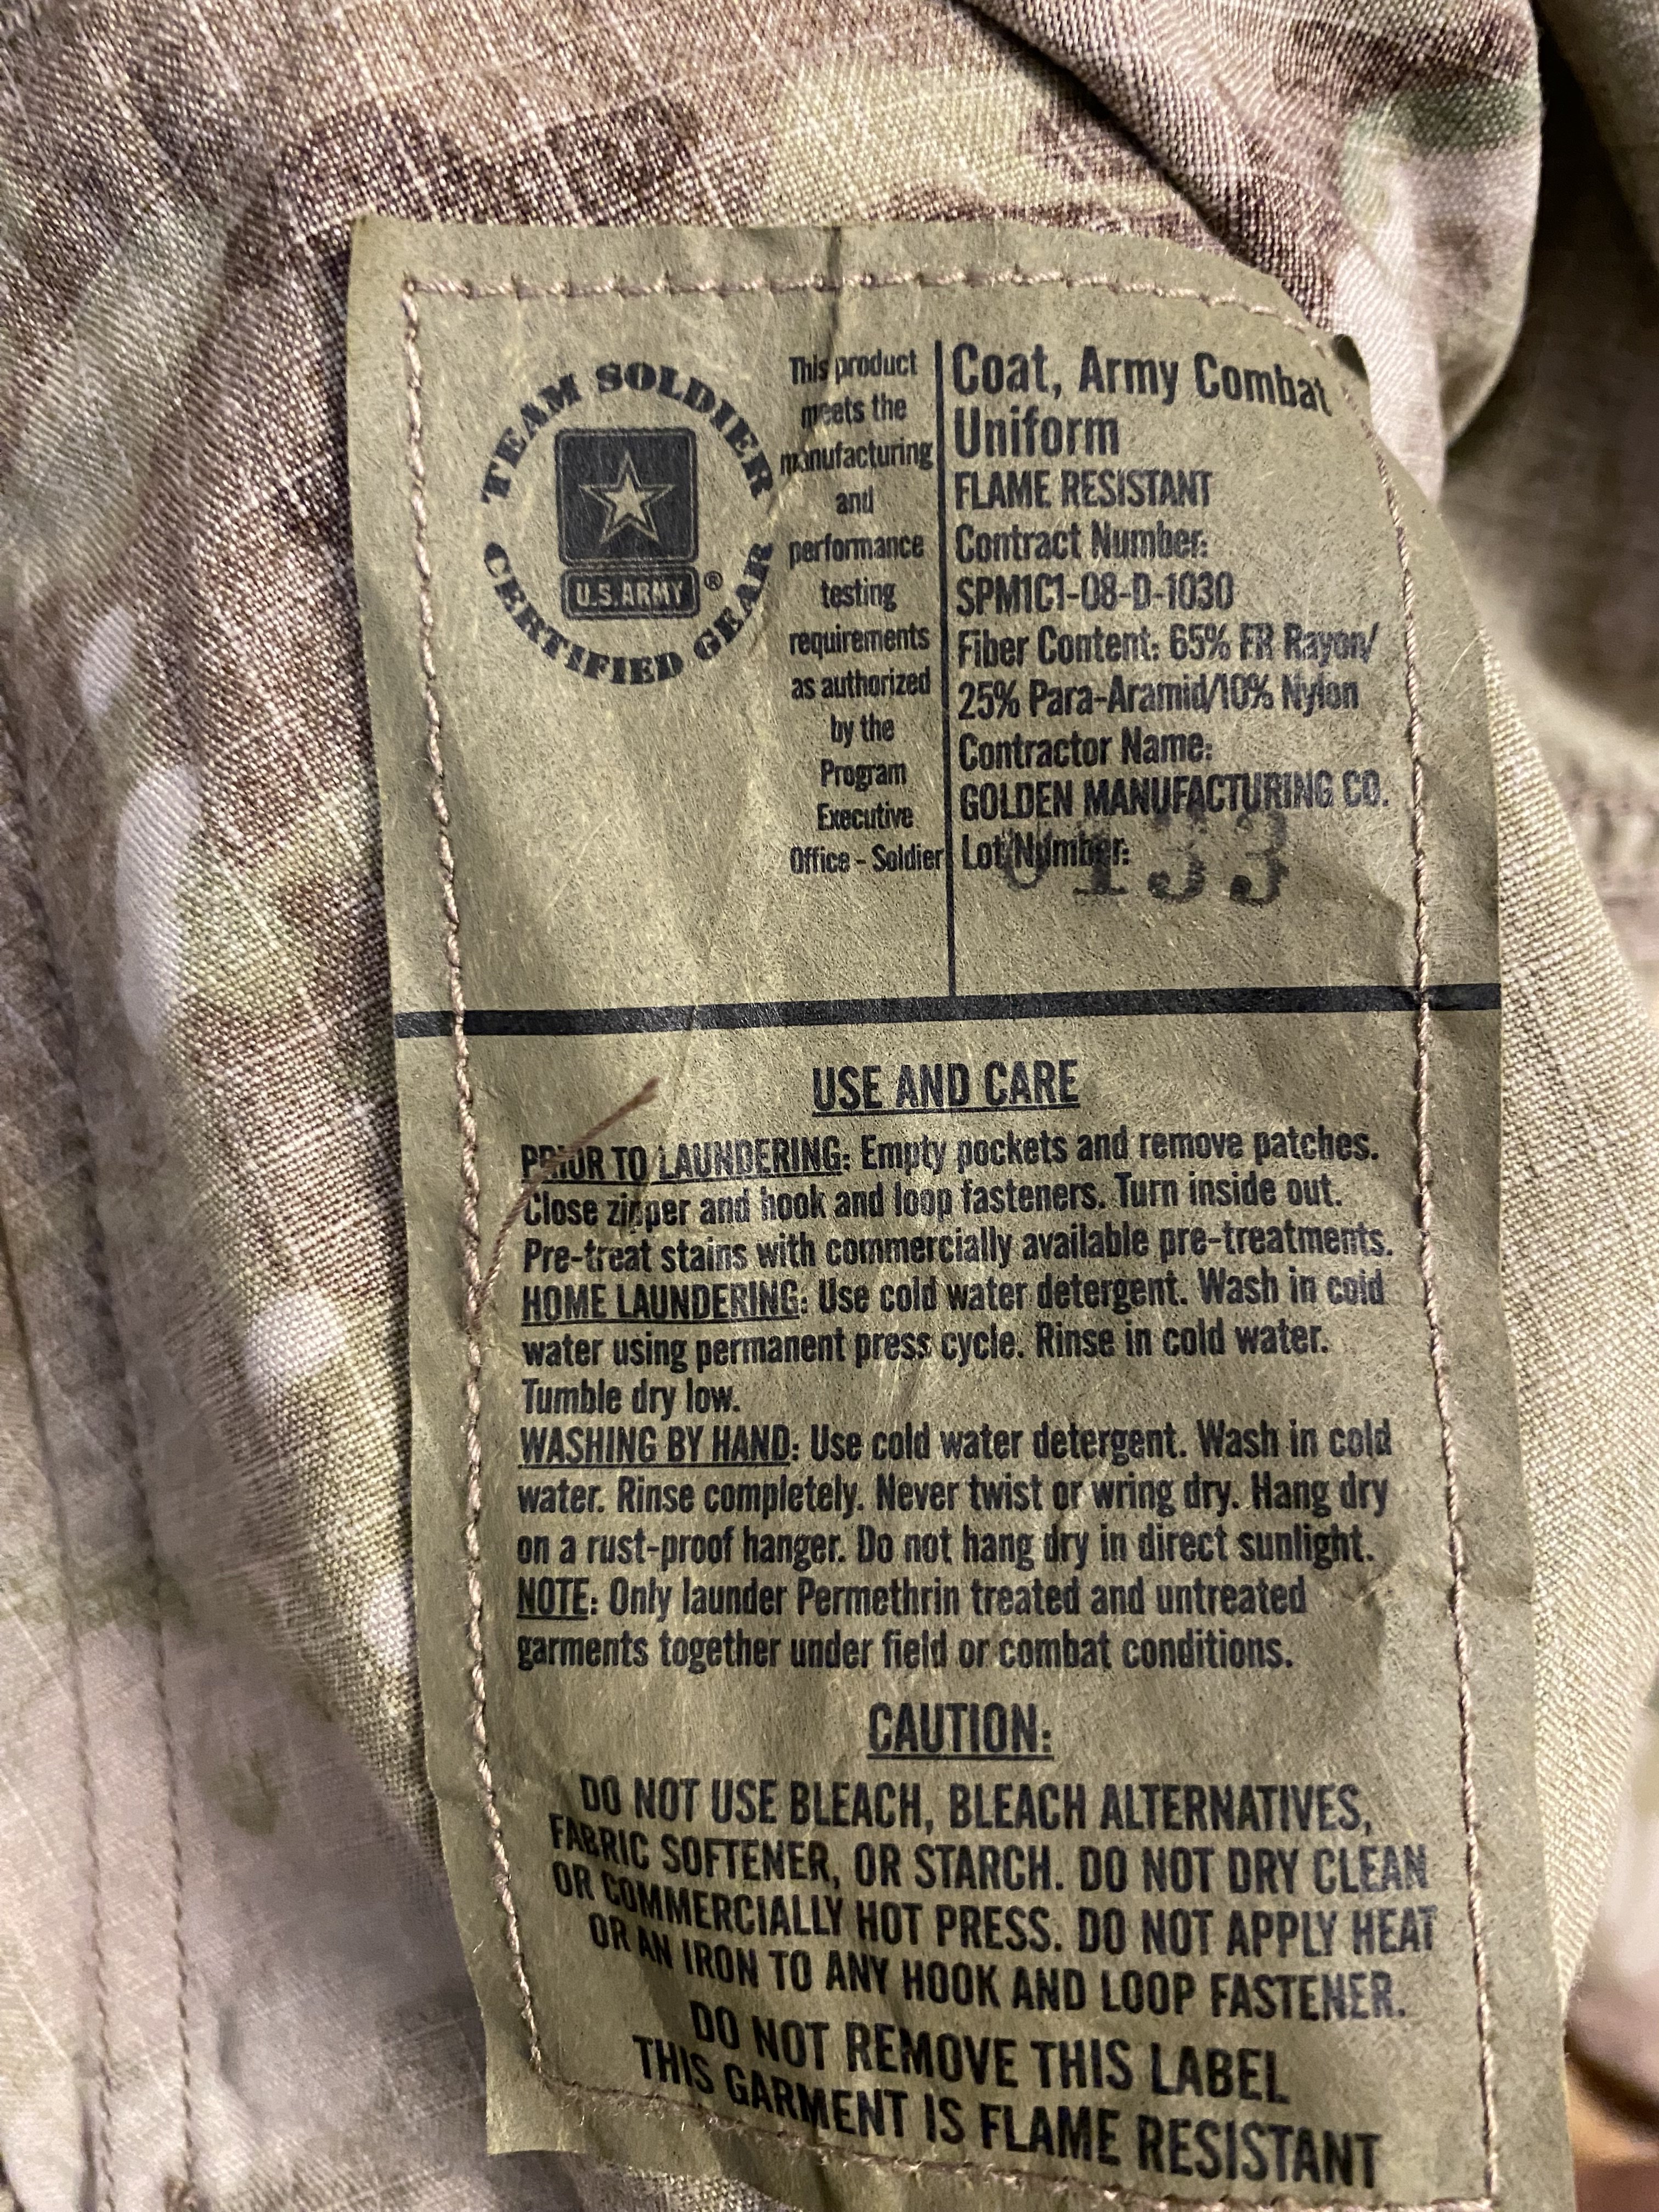 TEAM SOLDIER
CERTIFIED GEAR
U.S.ARMY ®
This product
meets the
manufacturing
and
performance
testing
requirements
as authorized
by the
Program
Executive
Office - Soldier
Coat, Army Combat
Uniform
FLAME RESISTANT
Contract Number:
SPM1C1-08-D-1030
Fiber Content: 65% FR Rayon/
25% Para-Aramid/10% Nylon
Contractor Name:
GOLDEN MANUFACTURING CO.
Lot Number:
0133
USE AND CARE
PRIOR TO LAUNDERING: Empty pockets and remove patches.
Close zipper and hook and loop fasteners. Turn inside out.
Pre-treat stains with commercially available pre-treatments.
HOME LAUNDERING: Use cold water detergent. Wash in cold
water using permanent press cycle. Rinse in cold water.
Tumble dry low.
WASHING BY HAND: Use cold water detergent. Wash in cold
water. Rinse completely. Never twist or wring dry. Hang dry
on a rust-proof hanger. Do not hang dry in direct sunlight.
NOTE: Only launder Permethrin treated and untreated
garments together under field or combat conditions.
CAUTION:
DO NOT USE BLEACH, BLEACH ALTERNATIVES,
FABRIC SOFTENER, OR STARCH. DO NOT DRY CLEAN
OR COMMERCIALLY HOT PRESS. DO NOT APPLY HEAT
OR AN IRON TO ANY HOOK AND LOOP FASTENER.
DO NOT REMOVE THIS LABEL
THIS GARMENT IS FLAME RESISTANT